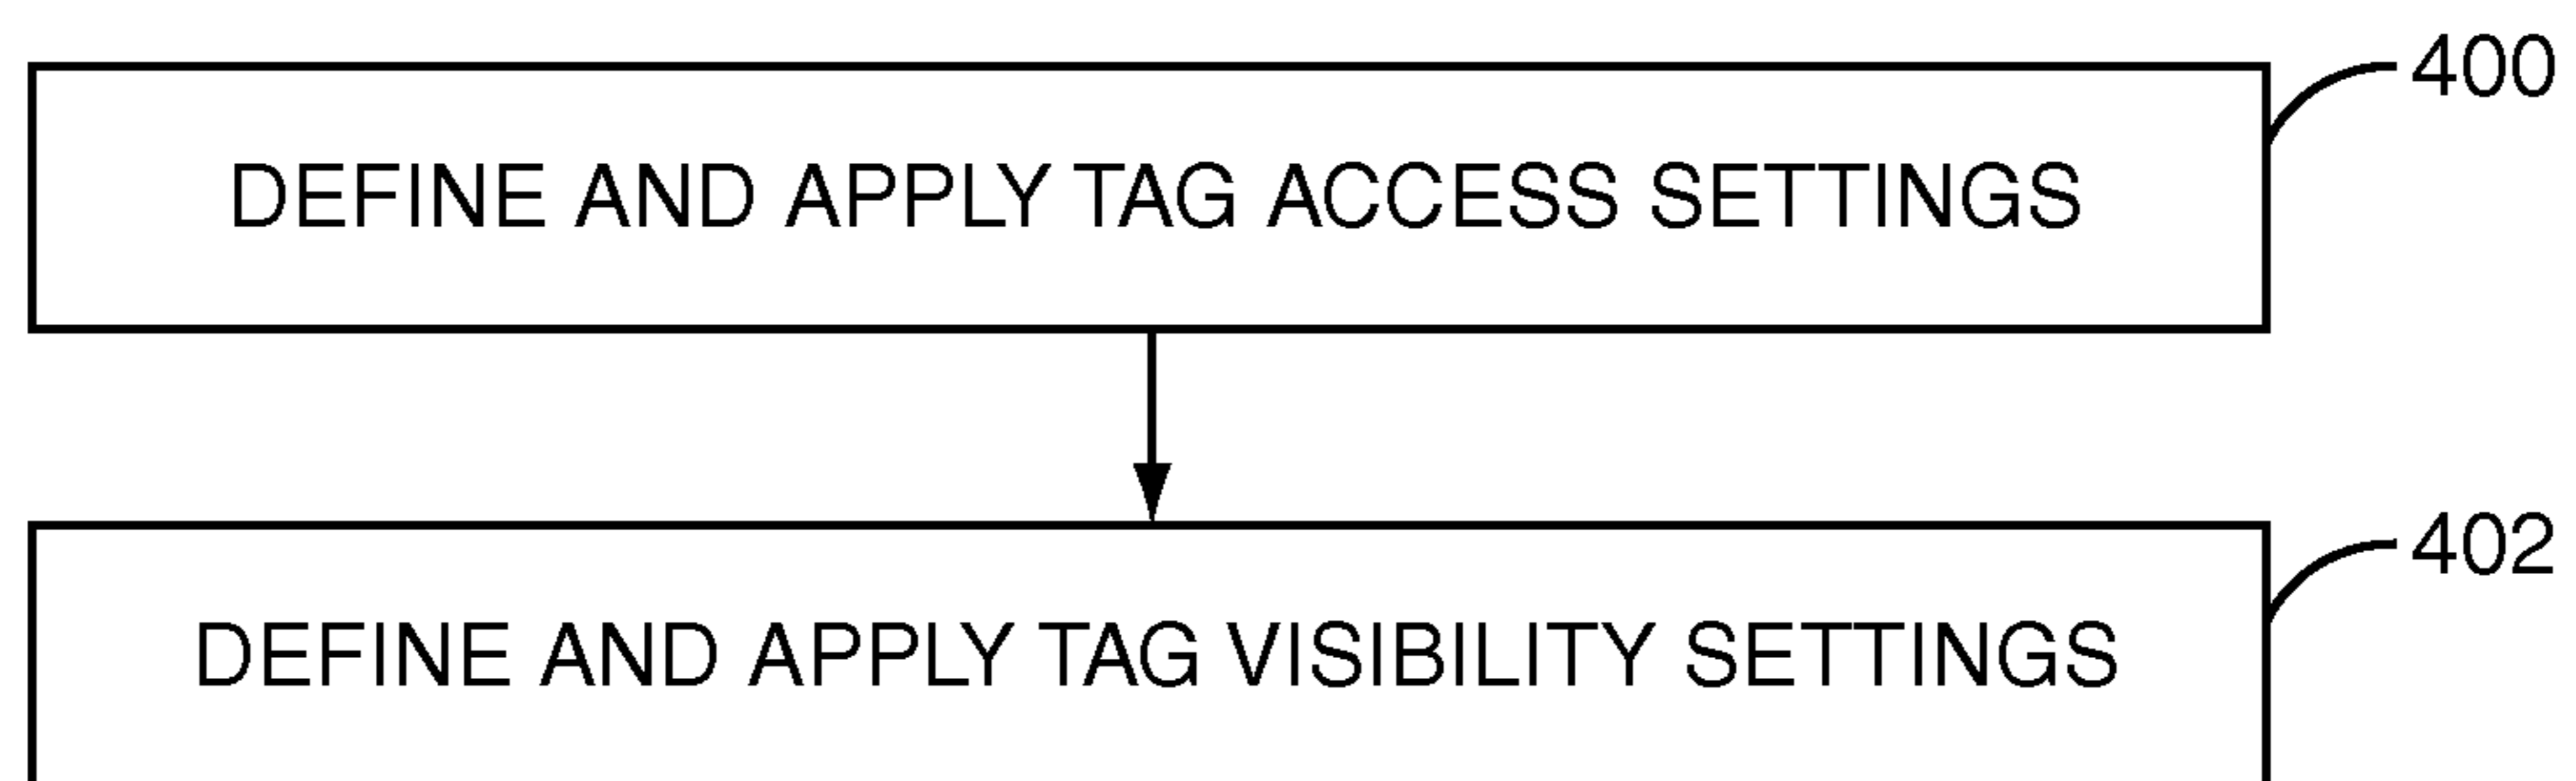 400
DEFINE AND APPLY TAG ACCESS SETTINGS
402
DEFINE AND APPLY TAG VISIBILITY SETTINGS